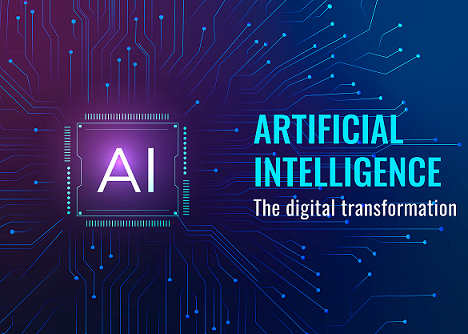 AI
ARTIFICIAL
INTELLIGENCE
The digital transformation